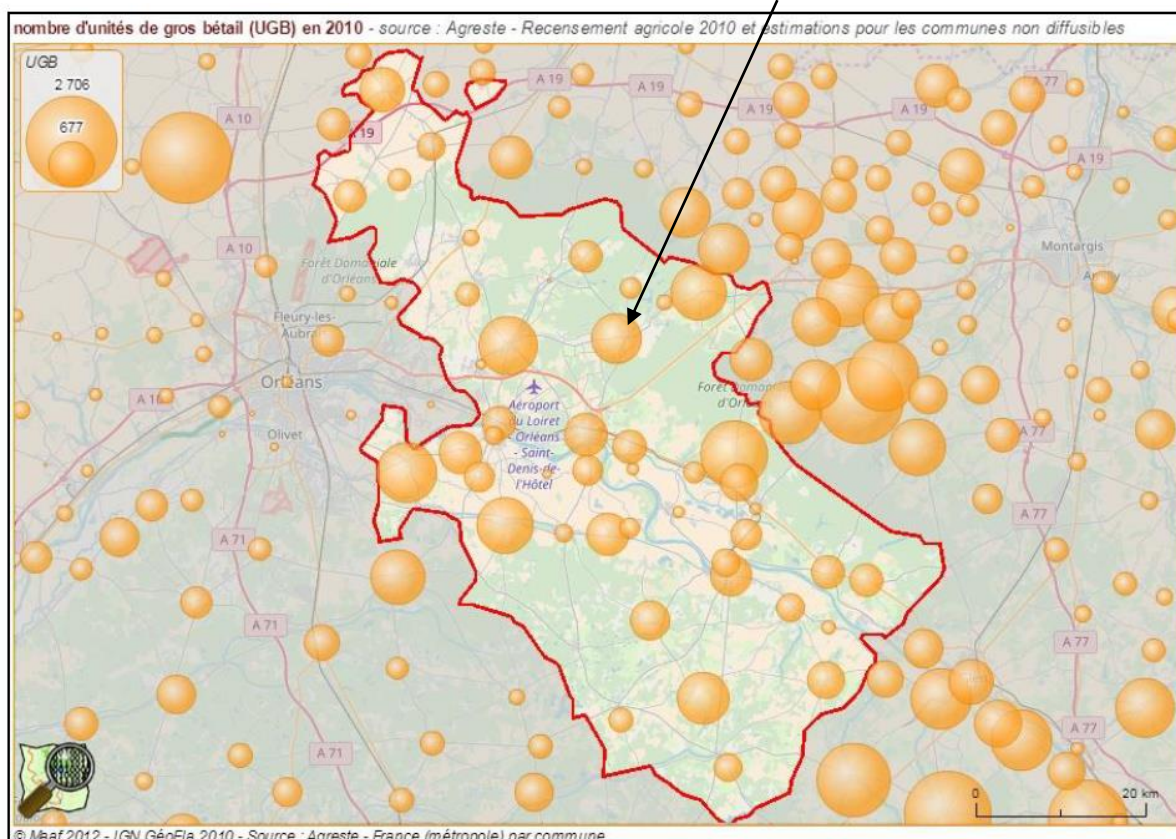 nombre d'unités de gros bétail (UGB) en 2010 - source : Agreste - Recensement agricole 2010 et estimations pour les communes non diffusibles
UGB
2 706
677
A 10
A 19
A 19
A 19
A 19
A 77
A 19
A 19
A 10
A 10
Forêt Domaniale
d'Orléans
Montargis
Fleury-les-
Aubrais
Orléans
Olivet
Aéroport
du Loiret
- Orléans
- Saint-
Denis-de-
l'Hôtel
A 10
A 77
A 77
A 71
A 71
A 77
A 77
A 71
0
20 km
© Maaf 2012 - IGN GéoFla 2010 - Source : Agreste - France (métropole) par commune